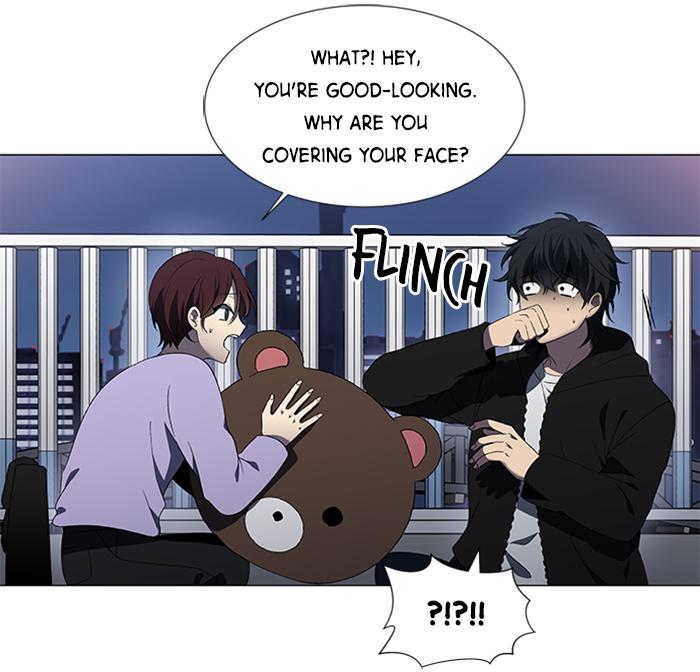 WHAT?! HEY,
YOU'RE GOOD-LOOKING.
WHY ARE YOU
COVERING YOUR FACE?
FLINCH
?!?!!